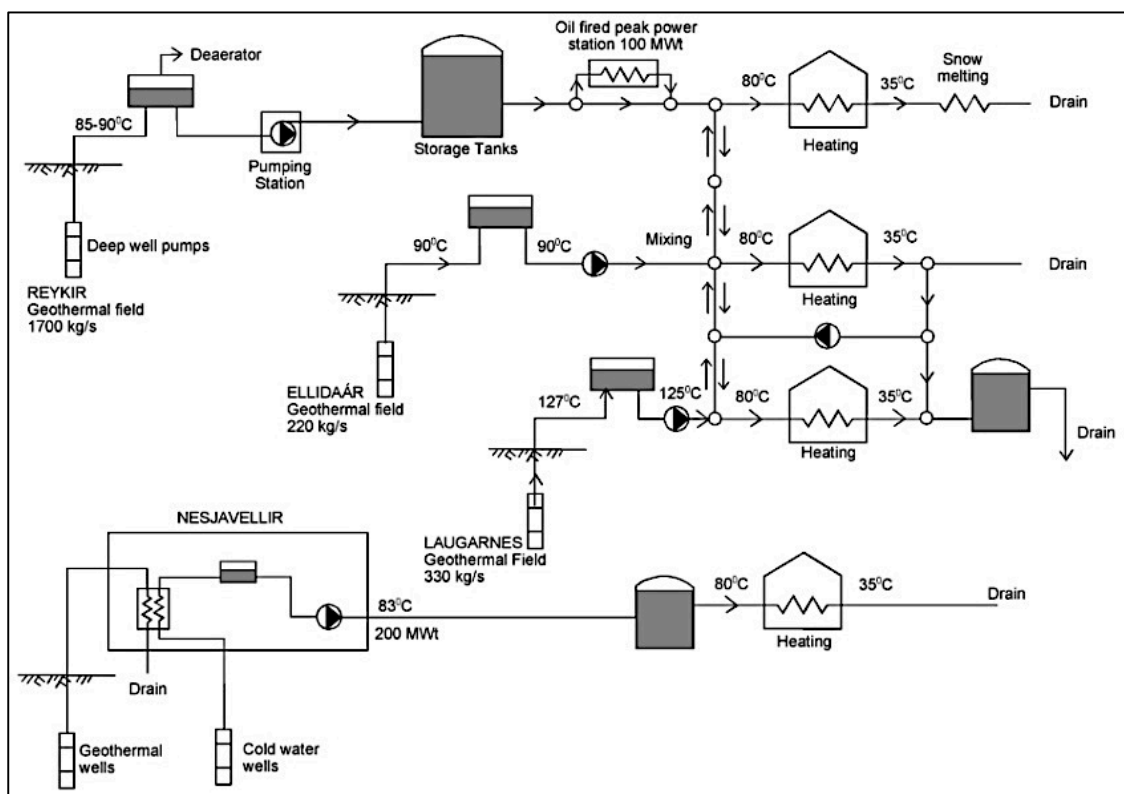 Deaerator
85-90⁰C
Pumping
Station
Storage Tanks
Oil fired peak power
station 100 MWt
80⁰C
35⁰C
Heating
Snow
melting
Drain
Deep well pumps
REYKIR
Geothermal field
1700 kg/s
90⁰C
90⁰C
Mixing
80⁰C
35⁰C
Heating
Drain
ELLIDAÁR
Geothermal field
220 kg/s
127⁰C
125⁰C
80⁰C
35⁰C
Heating
Drain
LAUGARNES
Geothermal Field
330 kg/s
NESJAVELLIR
83⁰C
200 MWt
80⁰C
35⁰C
Heating
Drain
Drain
Geothermal
wells
Cold water
wells